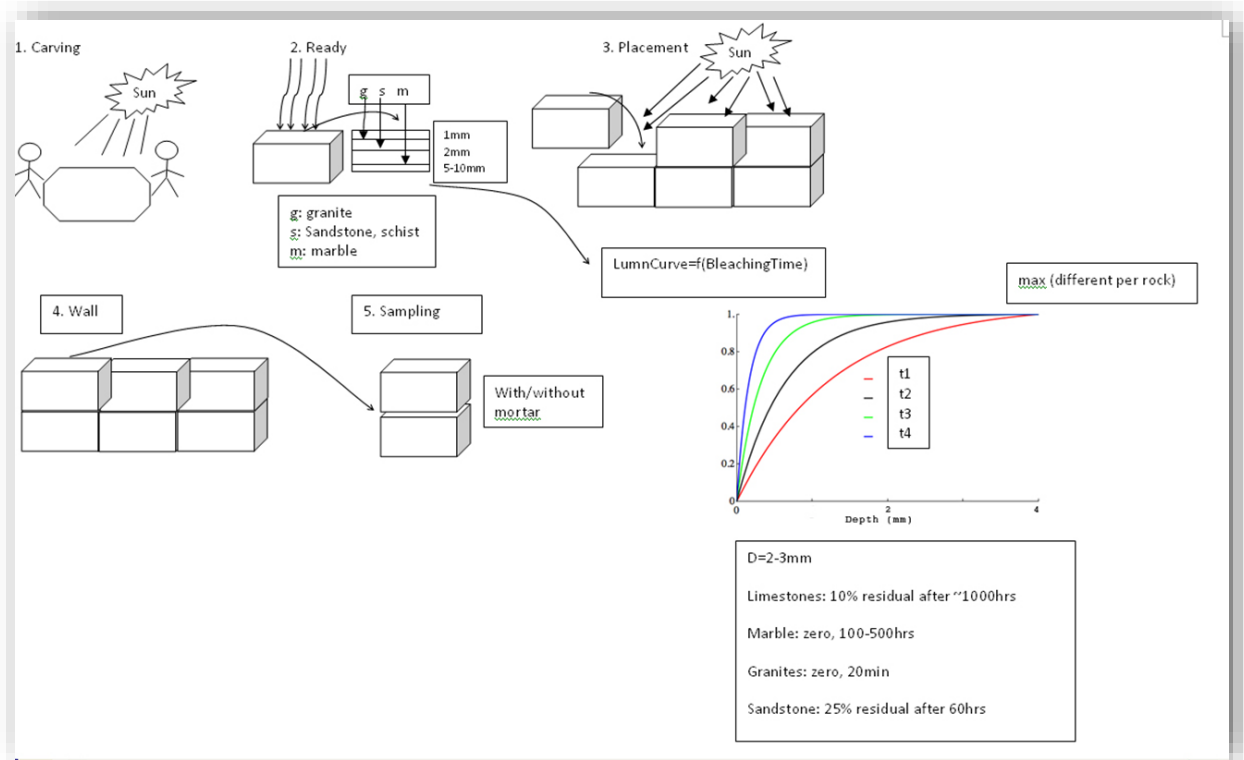 1. Carving
Sun
2. Ready
g s m
1mm
2mm
5-10mm
g: granite
s: Sandstone, schist
m: marble
3. Placement
Sun
LumnCurve=f(BleachingTime)
max (different per rock)
4. Wall
5. Sampling
With/without
mortar
1.
0.8
0.6
0.4
0.2
0
0
2
4
Depth (mm)
t1
t2
t3
t4
D=2-3mm
Limestones: 10% residual after ~1000hrs
Marble: zero, 100-500hrs
Granites: zero, 20min
Sandstone: 25% residual after 60hrs